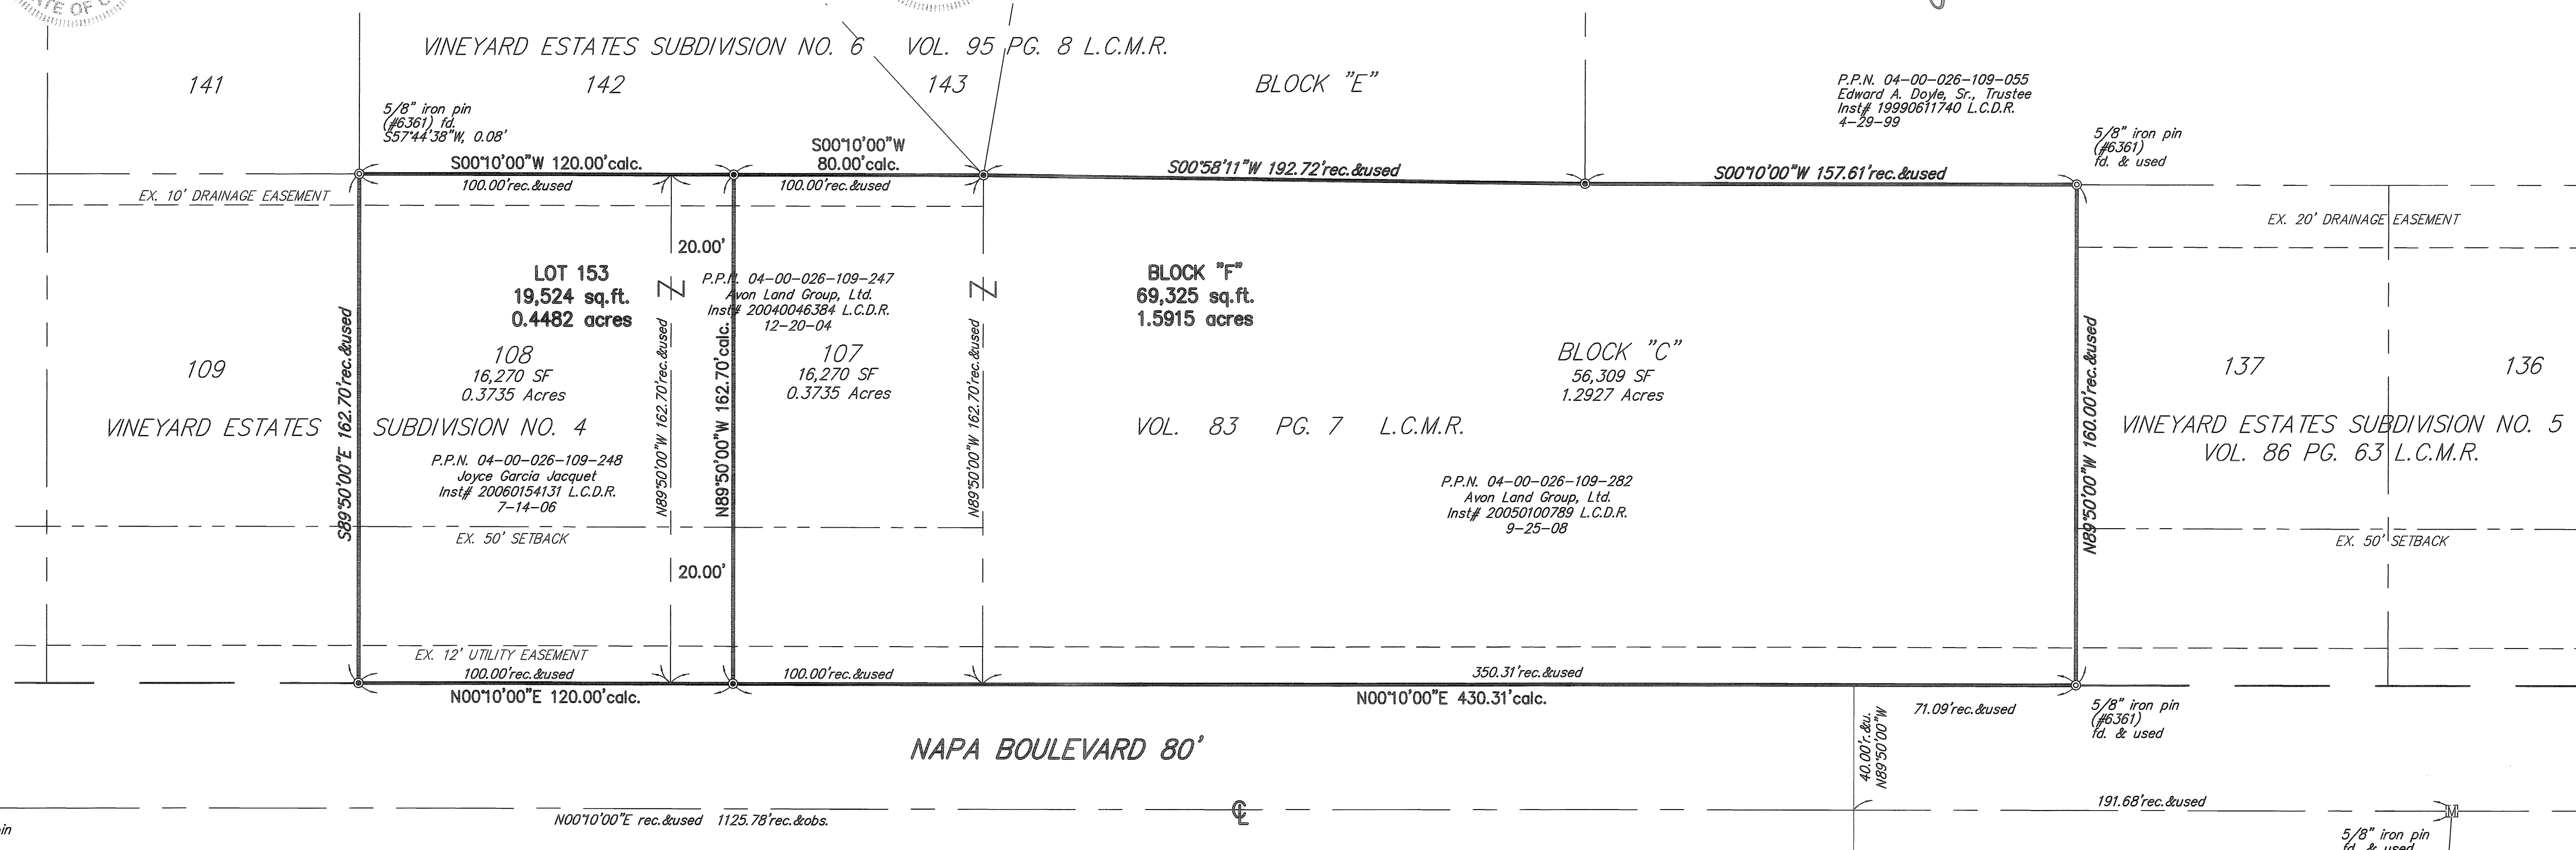 ATE OF
VINEYARD ESTATES SUBDIVISION NO. 6 VOL. 95 PG. 8 L.C.M.R.
141
142
143
BLOCK "E"
P.P.N. 04-00-026-109-055
Edward A. Doyle, Sr., Trustee
Inst# 19990611740 L.C.D.R.
4-29-99
5/8" iron pin
(#6361) fd.
S57°44'38"W, 0.08'
5/8" iron pin
(#6361)
fd. & used
S00°10'00"W 120.00'calc.
S00°10'00"W
80.00'calc.
S00°58'11"W 192.72'rec.&used
S00°10'00"W 157.61'rec.&used
100.00'rec.&used
100.00'rec.&used
EX. 10' DRAINAGE EASEMENT
EX. 20' DRAINAGE EASEMENT
20.00'
LOT 153
19,524 sq.ft.
0.4482 acres
P.P.N. 04-00-026-109-247
Avon Land Group, Ltd.
Inst# 20040046384 L.C.D.R.
12-20-04
BLOCK "F"
69,325 sq.ft.
1.5915 acres
109
108
16,270 SF
0.3735 Acres
107
16,270 SF
0.3735 Acres
BLOCK "C"
56,309 SF
1.2927 Acres
137
136
S89°50'00"E 162.70'rec.&used
N89°50'00"W 162.70'rec.&used
N89°50'00"W 162.70'calc.
N89°50'00"W 162.70'rec.&used
N89°50'00"W 160.00'rec.&used
VINEYARD ESTATES SUBDIVISION NO. 4
VOL. 83 PG. 7 L.C.M.R.
VINEYARD ESTATES SUBDIVISION NO. 5
VOL. 86 PG. 63 L.C.M.R.
P.P.N. 04-00-026-109-248
Joyce Garcia Jacquet
Inst# 20060154131 L.C.D.R.
7-14-06
P.P.N. 04-00-026-109-282
Avon Land Group, Ltd.
Inst# 20050100789 L.C.D.R.
9-25-08
EX. 50' SETBACK
EX. 50' SETBACK
20.00'
EX. 12' UTILITY EASEMENT
100.00'rec.&used
100.00'rec.&used
350.31'rec.&used
N00°10'00"E 120.00'calc.
N00°10'00"E 430.31'calc.
71.09'rec.&used
5/8" iron pin
(#6361)
fd. & used
40.00'r.&u.
N89°50'00"W
NAPA BOULEVARD 80'
N00°10'00"E rec.&used 1125.78'rec.&obs.
CL
191.68'rec.&used
M
in
5/8" iron pin
fd. & used